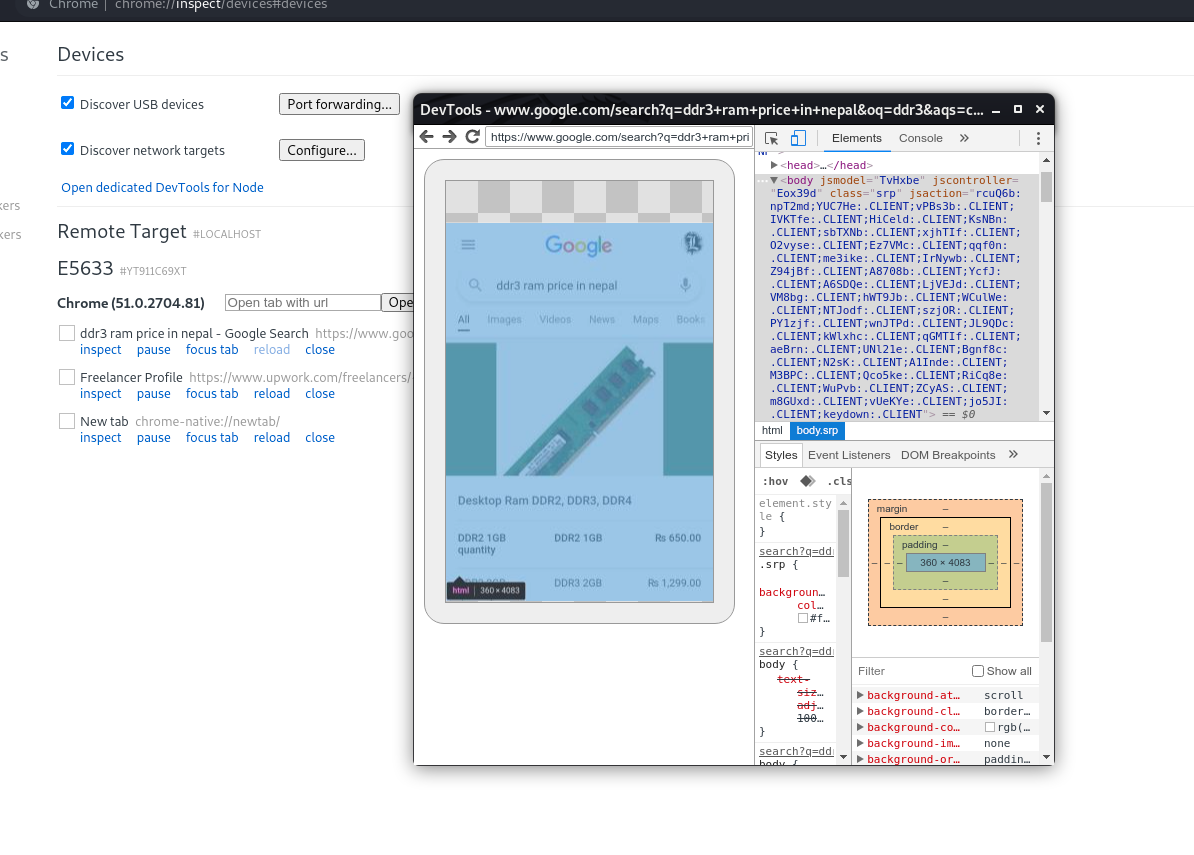 Chrome | chrome://inspect/devices#devices
s
kers
kers
Devices
Discover USB devices
Port forwarding...
Discover network targets
Configure...
Open dedicated DevTools for Node
Remote Target #LOCALHOST
E5633 #YT911C69XT
Chrome (51.0.2704.81)
Open tab with url
Ope
ddr3 ram price in nepal - Google Search https://www.goo
inspect pause focus tab reload close
Freelancer Profile https://www.upwork.com/freelancers/
inspect pause focus tab reload close
New tab chrome-native://newtab/
inspect pause focus tab reload close
DevTools - www.google.com/search?q=ddr3+ram+price+in+nepal&oq=ddr3&aqs=c...
https://www.google.com/search?q=ddr3+ram+pri
Elements Console »
Google
ddr3 ram price in nepal
All Images Videos News Maps Books
Desktop Ram DDR2, DDR3, DDR4
DDR2 1GB quantity DDR2 1GB Rs 650.00
DDR3 2GB Rs 1,299.00
html | 360 × 4083
<head>…</head>
<body jsmodel="TvHxbe" jscontroller=
"Eox39d" class="srp" jsaction="rcuQ6b:
npT2md;YUC7He:.CLIENT;vPBs3b:.CLIENT;
IVKTfe:.CLIENT;HiCeld:.CLIENT;KsNBn:
.CLIENT;sbTXNb:.CLIENT;xjhTIf:.CLIENT;
O2vyse:.CLIENT;Ez7VMc:.CLIENT;qqf0n:
.CLIENT;me3ike:.CLIENT;IrNywb:.CLIENT;
Z94jBf:.CLIENT;A8708b:.CLIENT;YcfJ:
.CLIENT;A6SDQe:.CLIENT;LjVEJd:.CLIENT;
VM8bg:.CLIENT;hWT9Jb:.CLIENT;WCulWe:
.CLIENT;NTJodf:.CLIENT;szjOR:.CLIENT;
PY1zjf:.CLIENT;wnJTPd:.CLIENT;JL9QDc:
.CLIENT;kWlxhc:.CLIENT;qGMTIf:.CLIENT;
aeBrn:.CLIENT;UNl21e:.CLIENT;Bgnf8c:
.CLIENT;N2sK:.CLIENT;A1Inde:.CLIENT;
M3BPC:.CLIENT;Qco5ke:.CLIENT;RiCq8e:
.CLIENT;WuPvb:.CLIENT;ZCyAS:.CLIENT;
m8GUxd:.CLIENT;vUeKYe:.CLIENT;jo5JI:
.CLIENT;keydown:.CLIENT"> == $0
html body.srp
Styles Event Listeners DOM Breakpoints »
:hov .cls
element.sty
le {
}
search?q=ddr
.srp {
backgroun…
col…
#f…
}
search?q=ddr
body {
text-
siz…
adj…
100…
}
search?q=ddr
body {
margin –
border –
padding –
– – – 360 × 4083 – – –
–
–
–
Filter Show all
background-at… scroll
background-cl… border…
background-co… rgb(…
background-im… none
background-or… paddin…